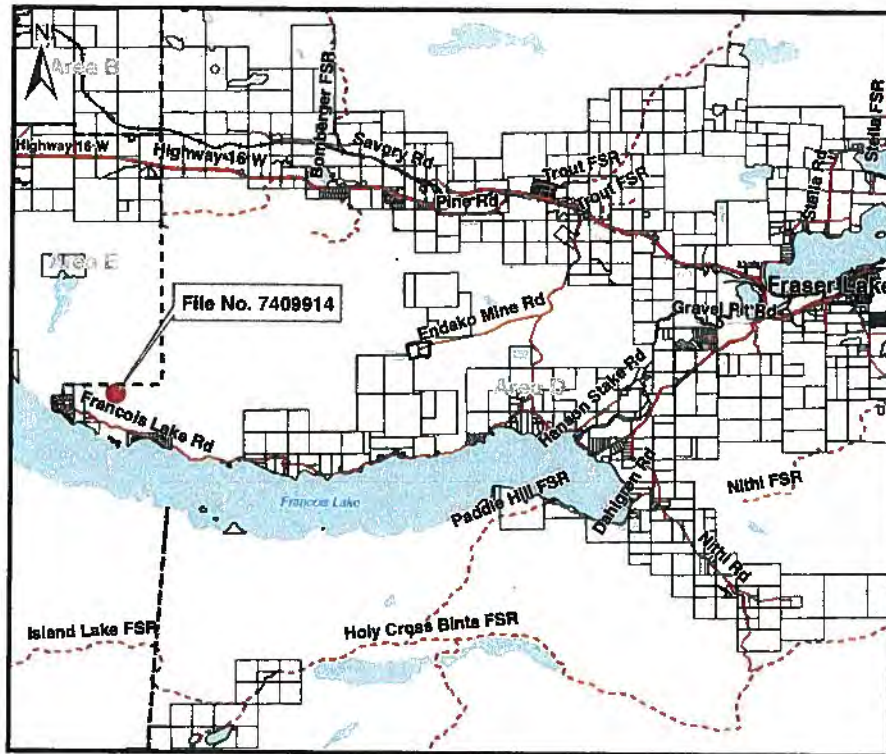 N
Area B
Bomberger FSR
Savory Rd
Highway 16 W
Highway 16 W
Trout FSR
Trout FSR
Pine Rd
Stella FSR
Stella Rd
Area E
File No. 7409914
Fraser Lake
Gravel Pit Rd
Endako Mine Rd
Area D
Hanson Stake Rd
Francois Lake Rd
Francois Lake
Paddle Hill FSR
Dahlgren Rd
Nithi FSR
Nithi Rd
Island Lake FSR
Holy Cross Binta FSR